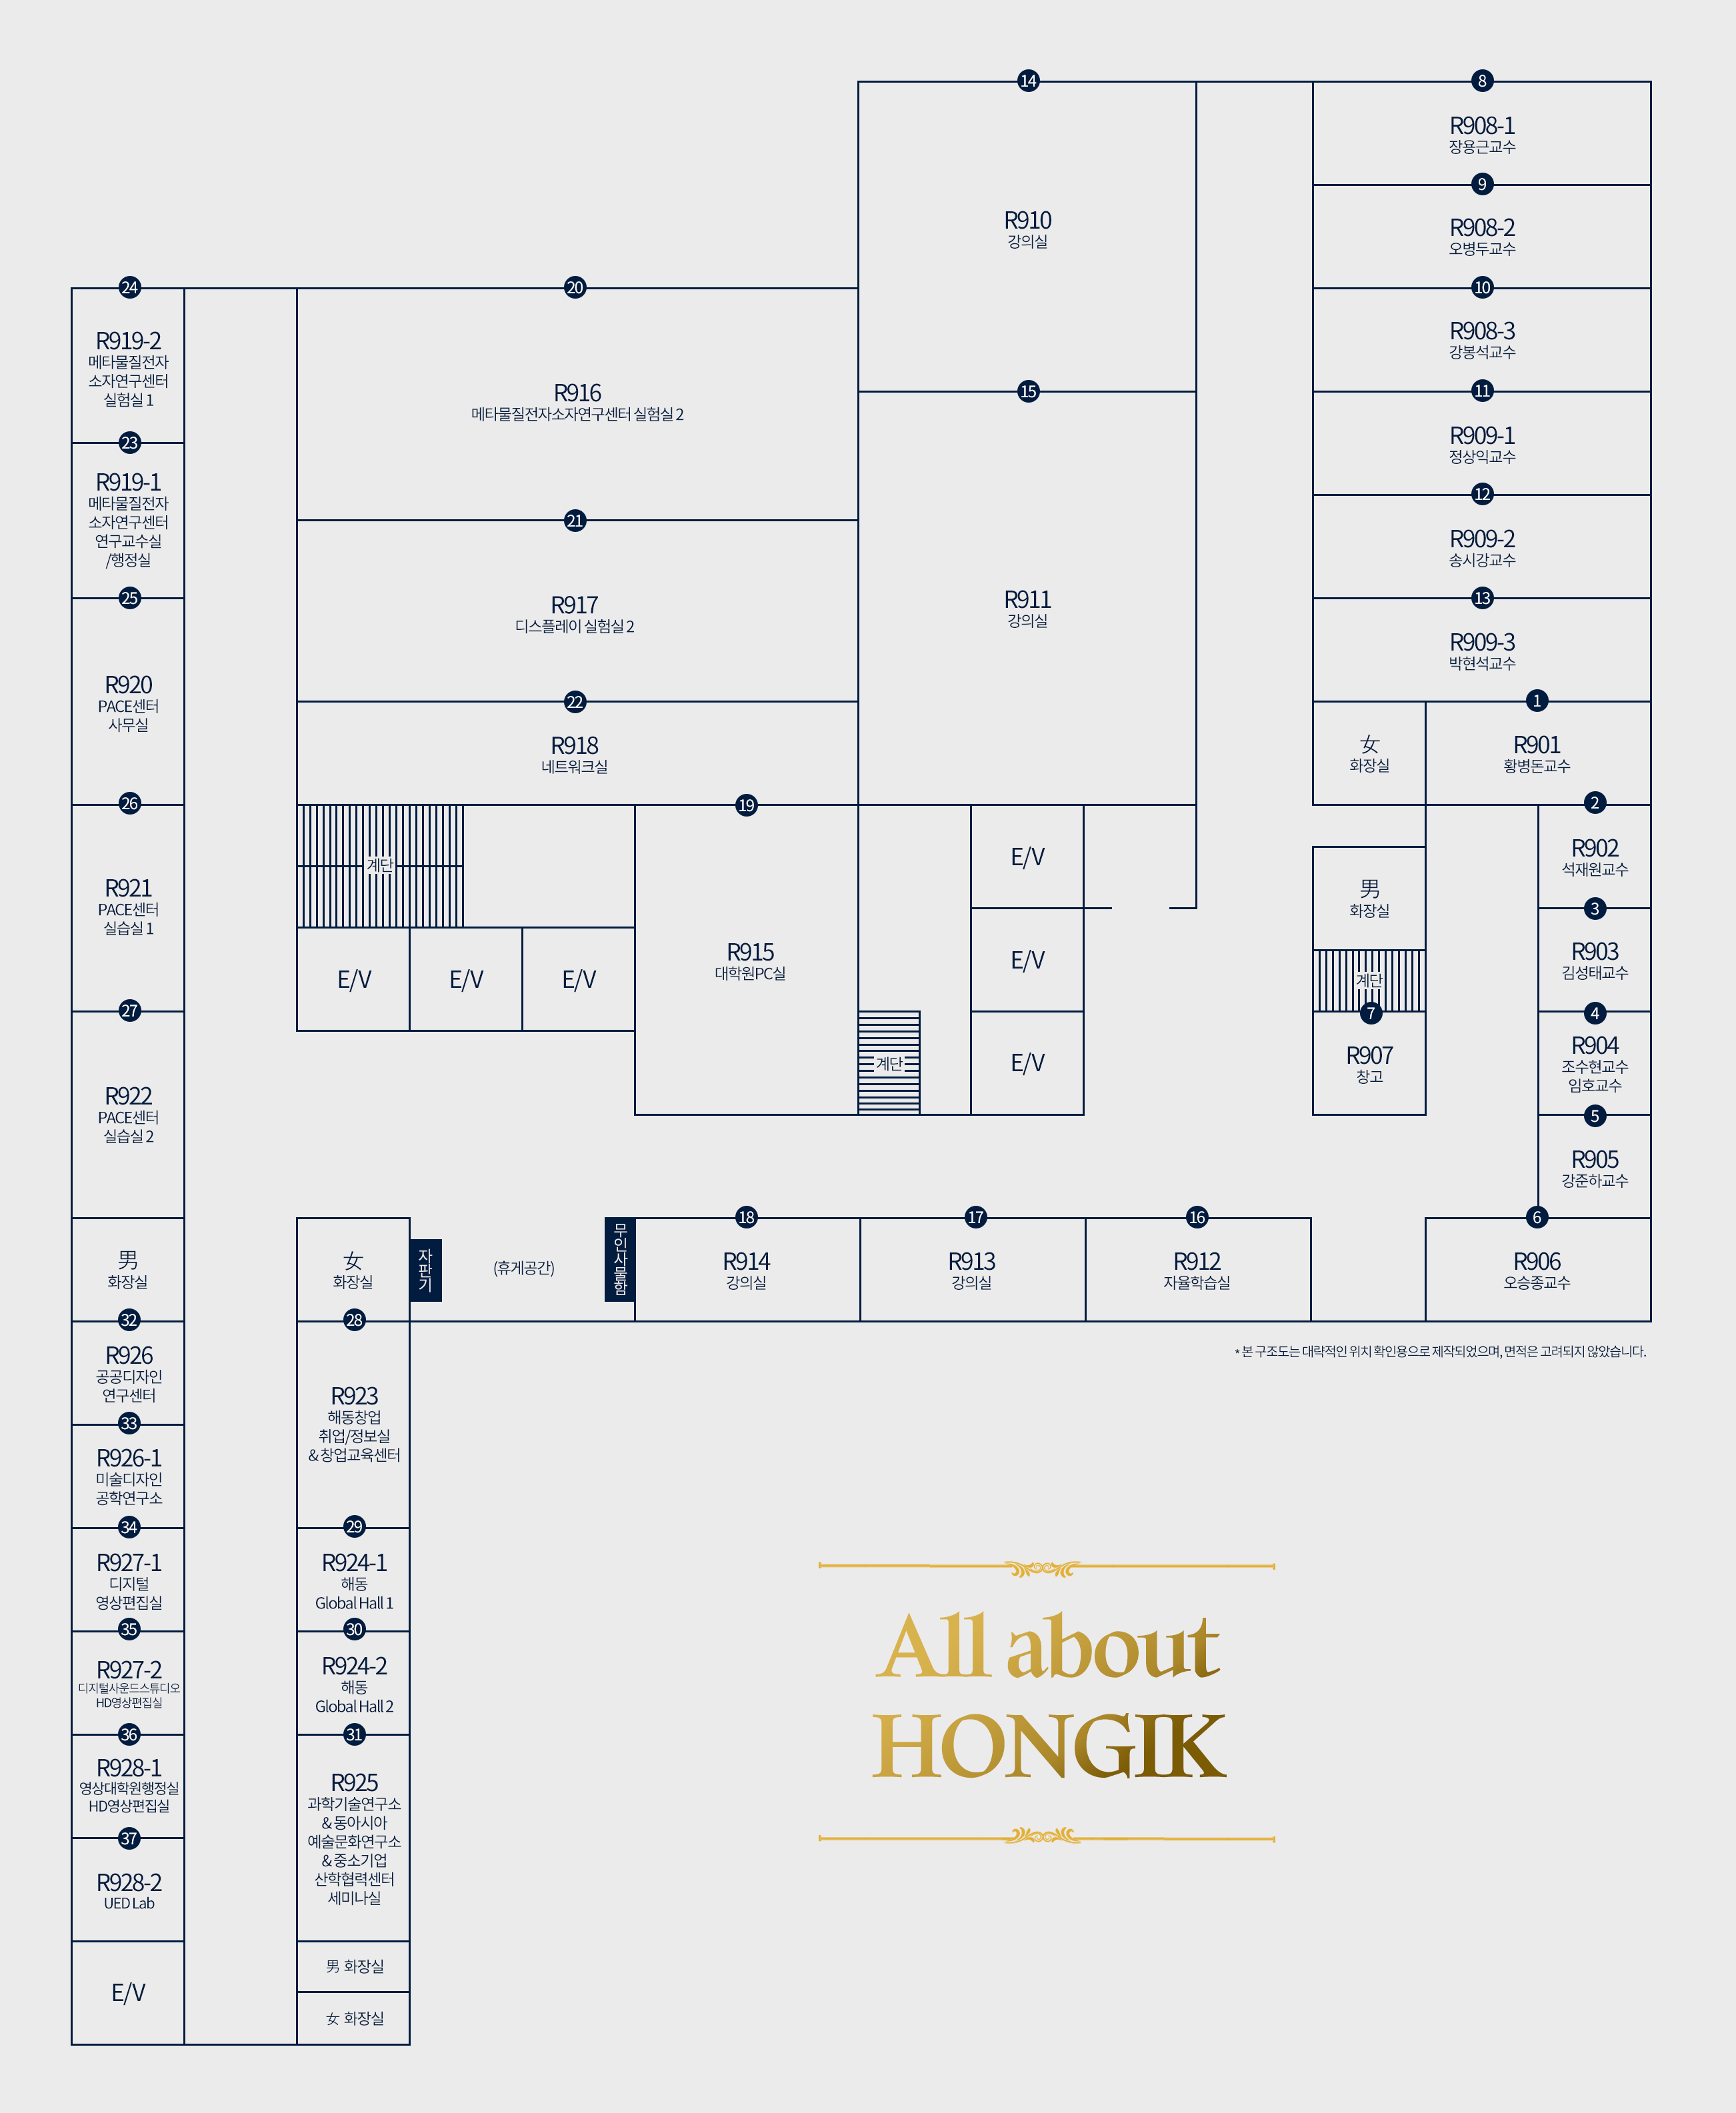 14
8
R908-1
장용근교수
9
R910
강의실
R908-2
오병두교수
24
20
10
R919-2
메타물질전자
소자연구센터
실험실 1
R908-3
강봉석교수
R916
메타물질전자소자연구센터 실험실 2
15
11
23
R909-1
정상익교수
R919-1
메타물질전자
소자연구센터
연구교수실
/행정실
21
12
R909-2
송시강교수
25
R917
디스플레이 실험실 2
R911
강의실
13
R909-3
박현석교수
R920
PACE센터
사무실
22
1
R918
네트워크실
女
화장실
R901
황병돈교수
26
19
2
계단
E/V
R902
석재원교수
R921
PACE센터
실습실 1
男
화장실
3
E/V
E/V
E/V
R915
대학원PC실
E/V
R903
김성태교수
계단
27
7
4
계단
E/V
R907
창고
R904
조수현교수
임호교수
R922
PACE센터
실습실 2
5
R905
강준하교수
18
17
16
6
男
화장실
女
화장실
자판기
(휴게공간)
무인사물함
R914
강의실
R913
강의실
R912
자율학습실
R906
오승종교수
32
28
* 본 구조도는 대략적인 위치 확인용으로 제작되었으며, 면적은 고려되지 않았습니다.
R926
공공디자인
연구센터
R923
해동창업
취업/정보실
& 창업교육센터
33
R926-1
미술디자인
공학연구소
34
29
R927-1
디지털
영상편집실
R924-1
해동
Global Hall 1
35
30
R927-2
디지털사운드스튜디오
HD영상편집실
R924-2
해동
Global Hall 2
36
31
R928-1
영상대학원행정실
HD영상편집실
R925
과학기술연구소
& 동아시아
예술문화연구소
& 중소기업
산학협력센터
세미나실
37
R928-2
UED Lab
男 화장실
E/V
女 화장실
All about
HONGIK